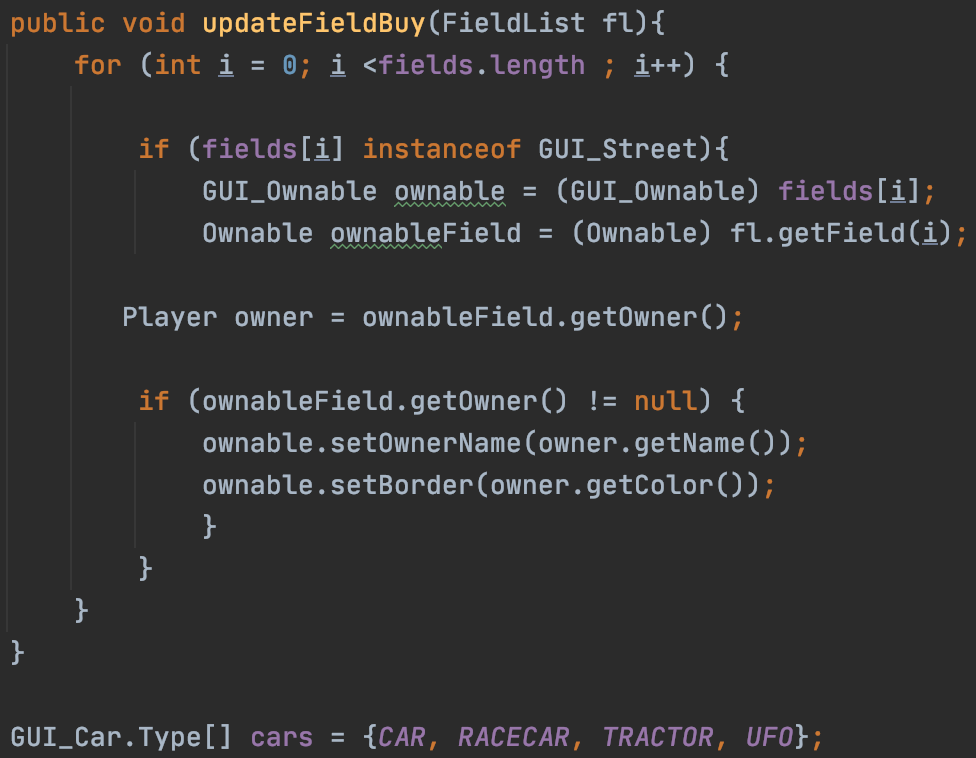 public void updateFieldBuy(FieldList fl){
    for (int i = 0; i <fields.length ; i++) {

        if (fields[i] instanceof GUI_Street){
            GUI_Ownable ownable = (GUI_Ownable) fields[i];
            Ownable ownableField = (Ownable) fl.getField(i);

       Player owner = ownableField.getOwner();

        if (ownableField.getOwner() != null) {
            ownable.setOwnerName(owner.getName());
            ownable.setBorder(owner.getColor());
            }
        }
    }
}

GUI_Car.Type[] cars = {CAR, RACECAR, TRACTOR, UFO};